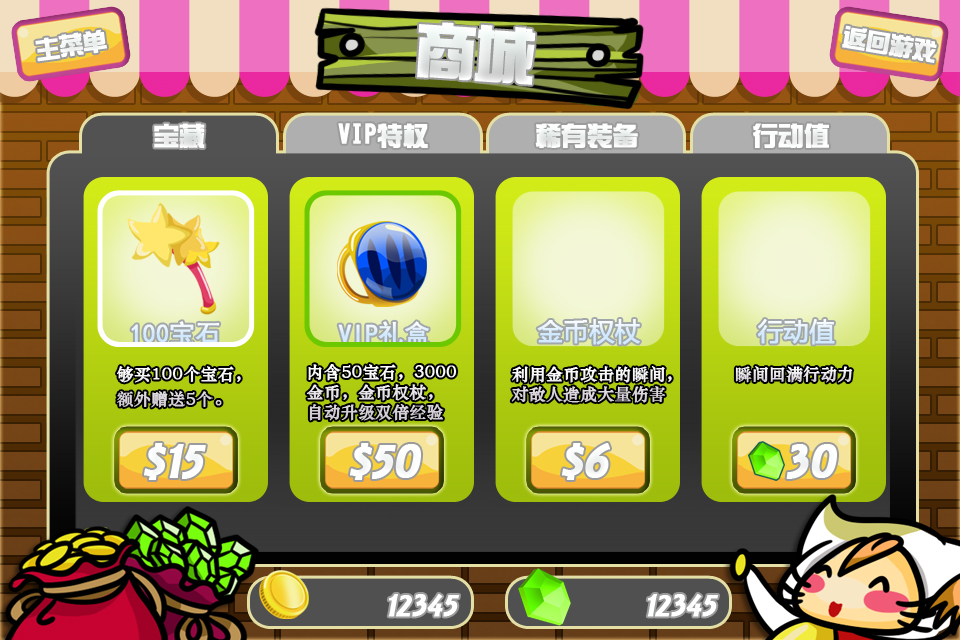 主菜单
商城
返回游戏
宝藏
VIP特权
稀有装备
行动值
100宝石
VIP礼盒
金币权杖
行动值
够买100个宝石，
额外赠送5个。
内含50宝石，3000
金币，金币权杖，
自动升级双倍经验
利用金币攻击的瞬间，
对敌人造成大量伤害
瞬间回满行动力
$15
$50
$6
30
12345
12345